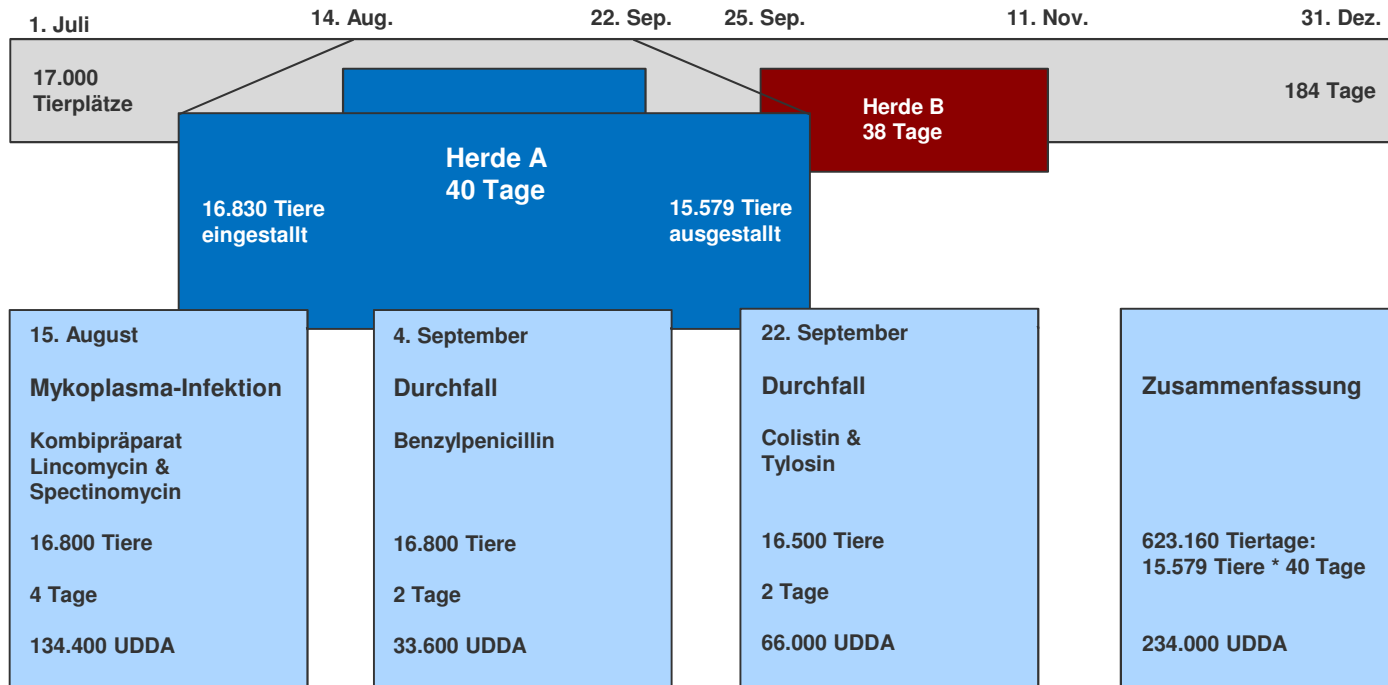 1. Juli
14. Aug.
22. Sep.
25. Sep.
11. Nov.
31. Dez.
17.000
Tierplätze
184 Tage
Herde B
38 Tage
Herde A
40 Tage
16.830 Tiere
eingestallt
15.579 Tiere
ausgestallt
15. August
Mykoplasma-Infektion
Kombipräparat
Lincomycin &
Spectinomycin
16.800 Tiere
4 Tage
134.400 UDDA
4. September
Durchfall
Benzylpenicillin
16.800 Tiere
2 Tage
33.600 UDDA
22. September
Durchfall
Colistin &
Tylosin
16.500 Tiere
2 Tage
66.000 UDDA
Zusammenfassung
623.160 Tiertage:
15.579 Tiere * 40 Tage
234.000 UDDA